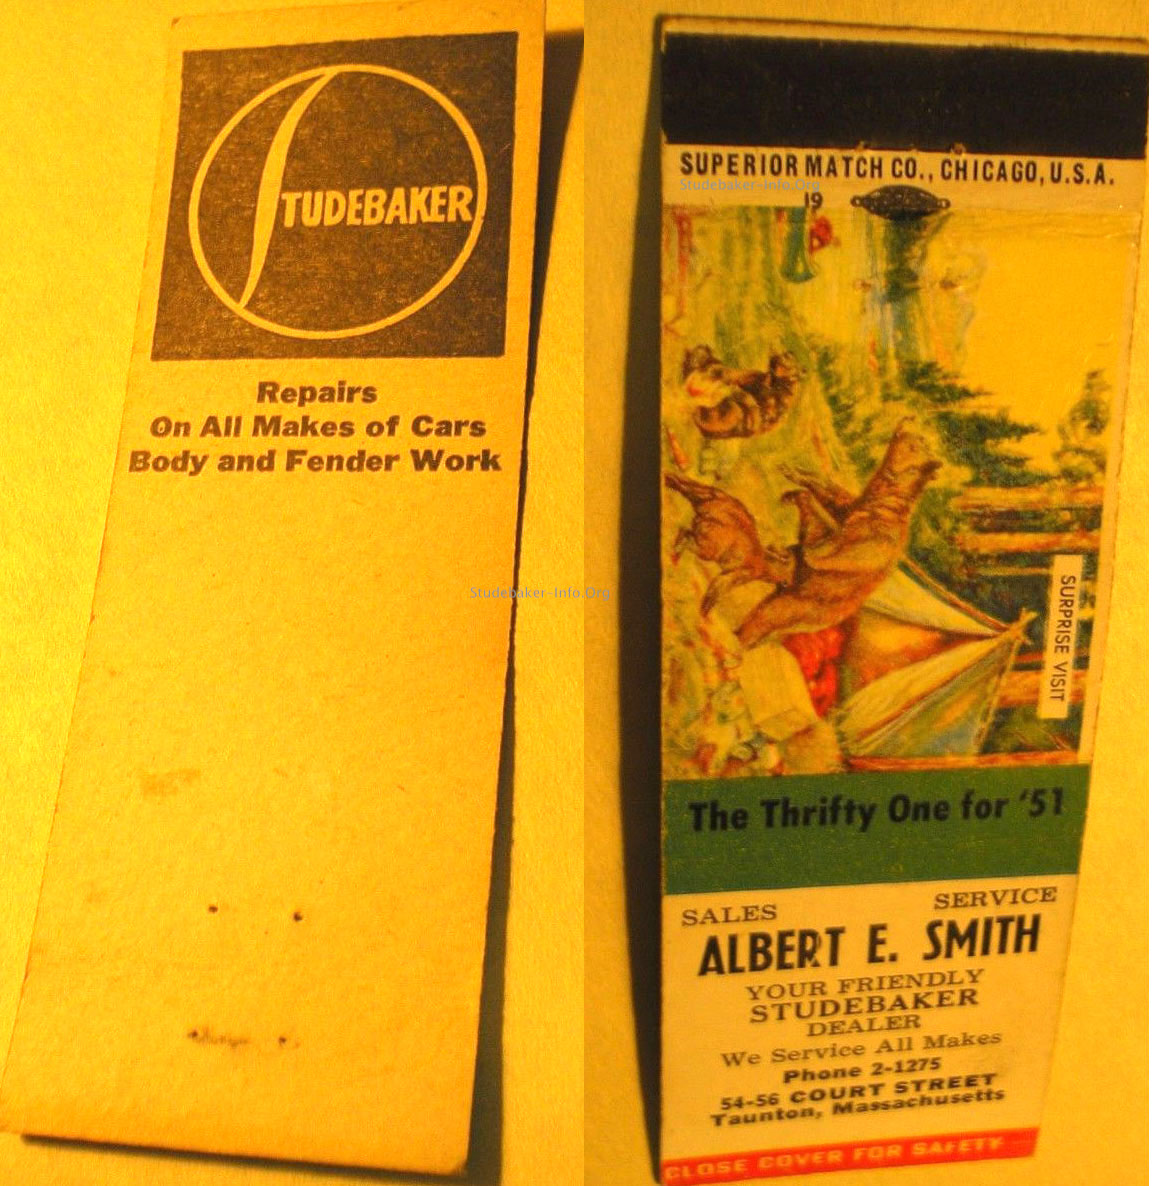 STUDEBAKER
Repairs
On All Makes of Cars
Body and Fender Work
Studebaker-Info.Org
SUPERIOR MATCH CO., CHICAGO, U.S.A.
Studebaker-Info.Org
19
SURPRISE VISIT
The Thrifty One for '51
SALES SERVICE
ALBERT E. SMITH
YOUR FRIENDLY
STUDEBAKER
DEALER
We Service All Makes
Phone 2-1275
54-56 COURT STREET
Taunton, Massachusetts
CLOSE COVER FOR SAFETY